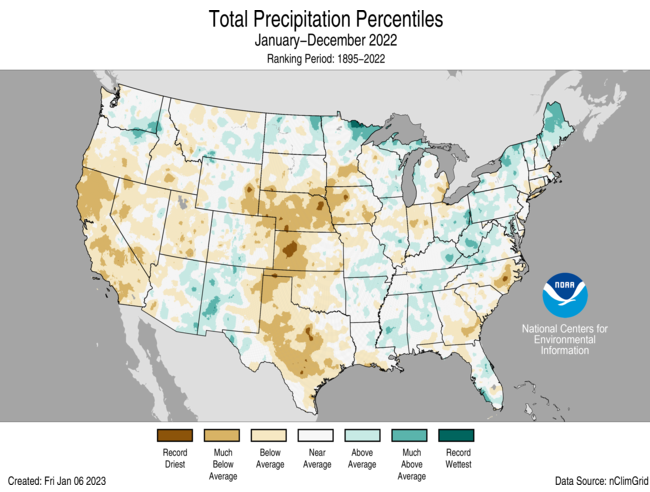 Total Precipitation Percentiles
January–December 2022
Ranking Period: 1895–2022
NOAA
National Centers for
Environmental
Information
Record
Driest
Much
Below
Average
Below
Average
Near
Average
Above
Average
Much
Above
Average
Record
Wettest
Created: Fri Jan 06 2023
Data Source: nClimGrid